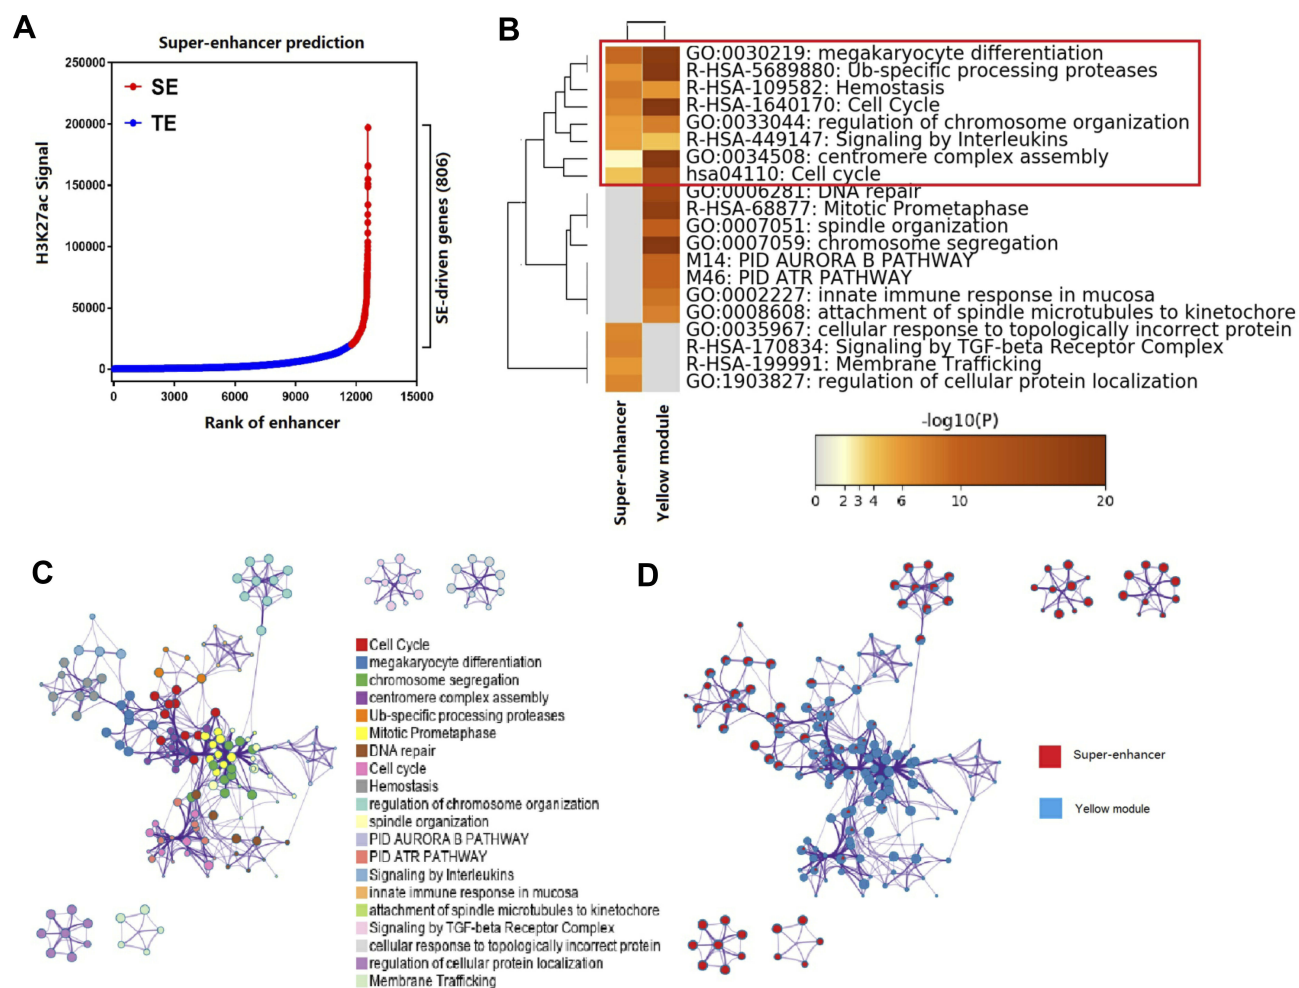 A
Super-enhancer prediction
250000
200000
150000
100000
50000
0
H3K27ac Signal
SE
TE
SE-driven genes (806)
0 3000 6000 9000 12000 15000
Rank of enhancer
B
GO:0030219: megakaryocyte differentiation
R-HSA-5689880: Ub-specific processing proteases
R-HSA-109582: Hemostasis
R-HSA-1640170: Cell Cycle
GO:0033044: regulation of chromosome organization
R-HSA-449147: Signaling by Interleukins
GO:0034508: centromere complex assembly
hsa04110: Cell cycle
GO:0006281: DNA repair
R-HSA-68877: Mitotic Prometaphase
GO:0007051: spindle organization
GO:0007059: chromosome segregation
M14: PID AURORA B PATHWAY
M46: PID ATR PATHWAY
GO:0002227: innate immune response in mucosa
GO:0008608: attachment of spindle microtubules to kinetochore
GO:0035967: cellular response to topologically incorrect protein
R-HSA-170834: Signaling by TGF-beta Receptor Complex
R-HSA-199991: Membrane Trafficking
GO:1903827: regulation of cellular protein localization
Super-enhancer
Yellow module
-log10(P)
0 2 3 4 6 10 20
C
Cell Cycle
megakaryocyte differentiation
chromosome segregation
centromere complex assembly
Ub-specific processing proteases
Mitotic Prometaphase
DNA repair
Cell cycle
Hemostasis
regulation of chromosome organization
spindle organization
PID AURORA B PATHWAY
PID ATR PATHWAY
Signaling by Interleukins
innate immune response in mucosa
attachment of spindle microtubules to kinetochore
Signaling by TGF-beta Receptor Complex
cellular response to topologically incorrect protein
regulation of cellular protein localization
Membrane Trafficking
D
Super-enhancer
Yellow module